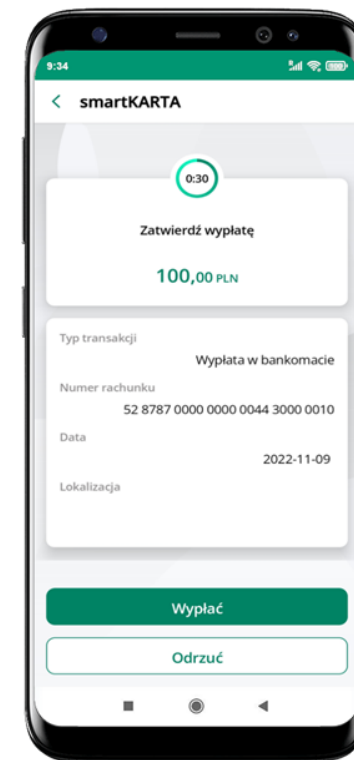 9:34
smartKARTA
0:30
Zatwierdź wypłatę
100,00 PLN
Typ transakcji
Wypłata w bankomacie
Numer rachunku
52 8787 0000 0000 0044 3000 0010
Data
2022-11-09
Lokalizacja
Wypłać
Odrzuć